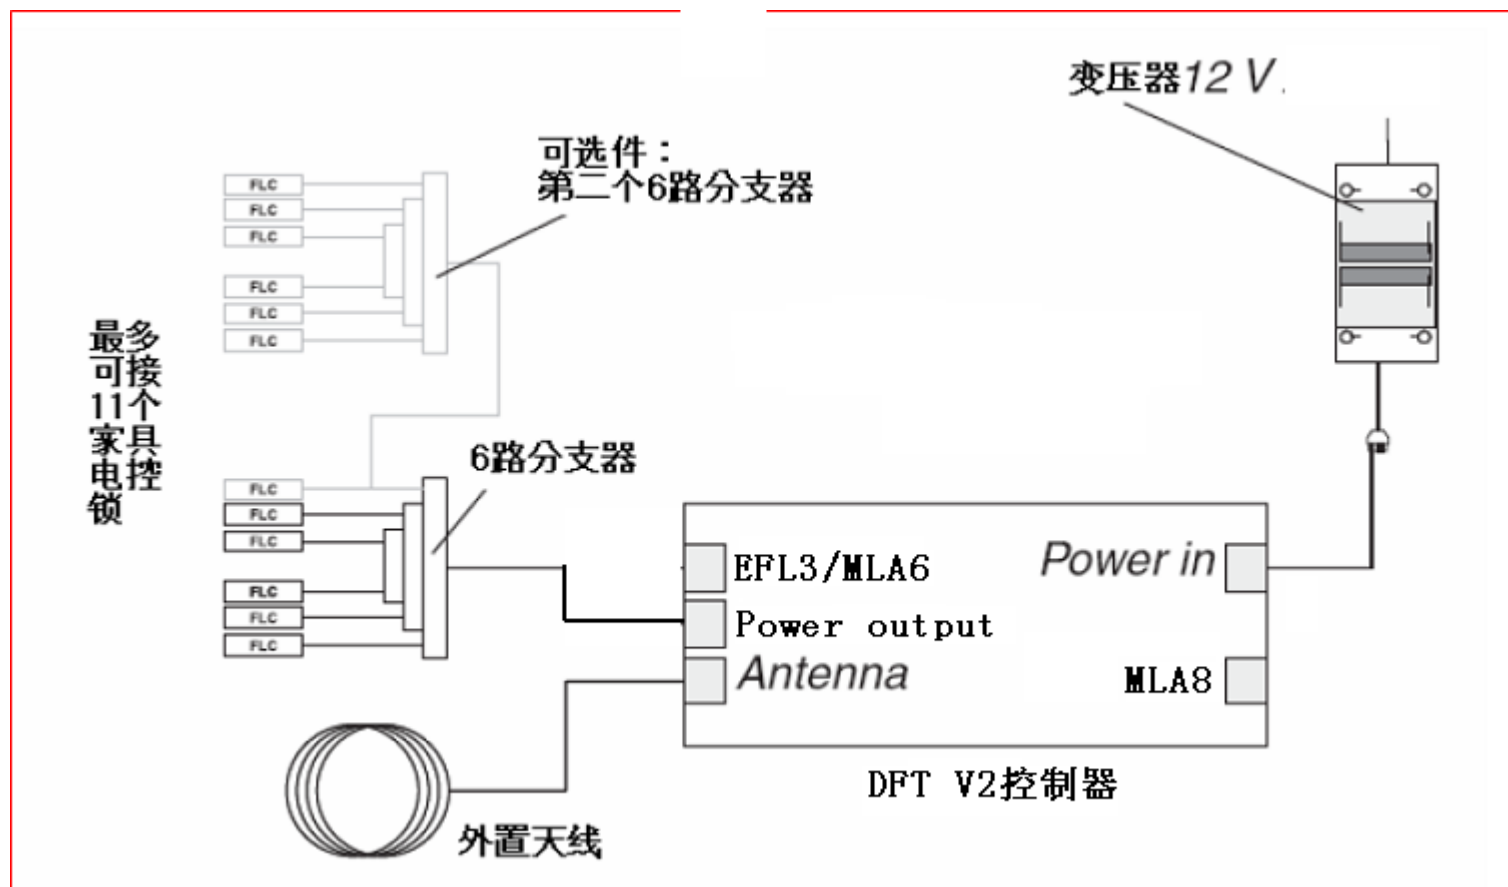 变压器12 V.
可选件：
第二个6路分支器
FLC
FLC
FLC
FLC
FLC
FLC
最多
可接
11个
家具
电控
锁
6路分支器
FLC
FLC
FLC
FLC
FLC
FLC
EFL3/MLA6
Power in
Power output
Antenna
MLA8
DFT V2控制器
外置天线